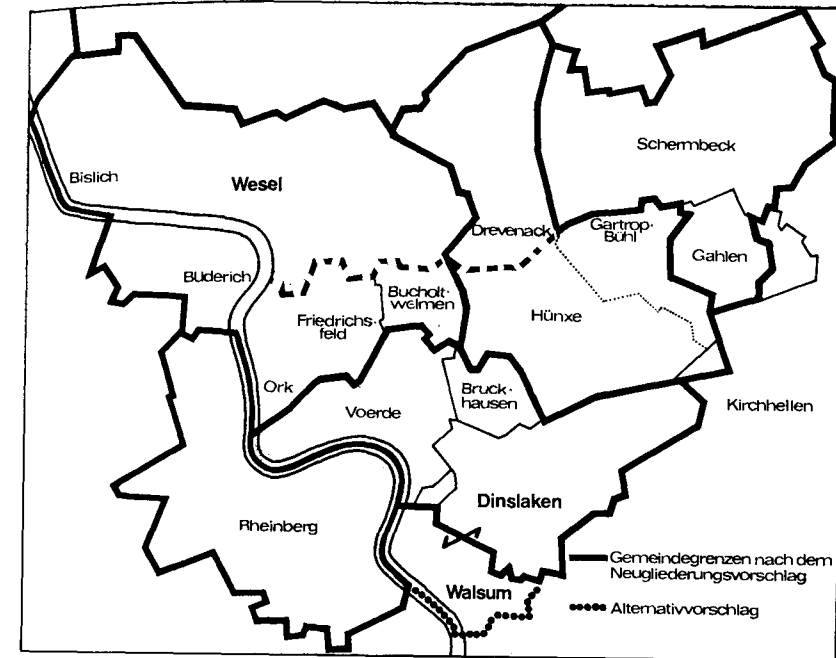 Schermbeck
Bislich
Wesel
Drevenack
Gartrop-
Bühl
Gahlen
Büderich
Bucholt-
welmen
Friedrichs-
feld
Hünxe
Ork
Voerde
Bruck-
hausen
Kirchhellen
Dinslaken
Rheinberg
Gemeindegrenzen nach dem
Neugliederungsvorschlag
Walsum
Alternativvorschlag